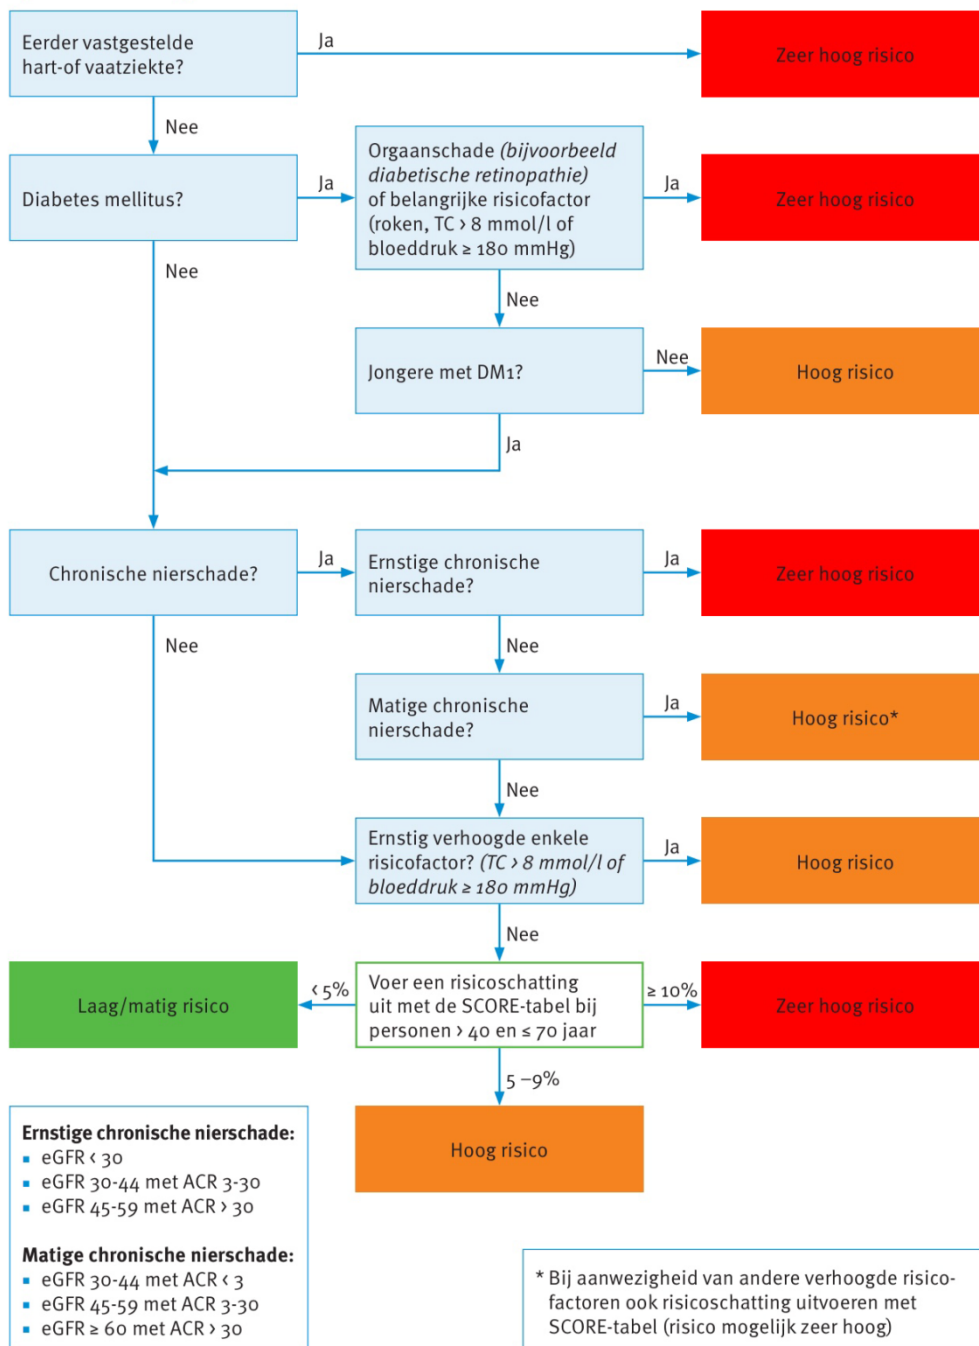 Eerder vastgestelde
hart-of vaatziekte?
Ja
Zeer hoog risico
Nee
Diabetes mellitus?
Ja
Orgaanschade (bijvoorbeeld
diabetische retinopathie)
of belangrijke risicofactor
(roken, TC > 8 mmol/l of
bloeddruk ≥ 180 mmHg)
Ja
Zeer hoog risico
Nee
Nee
Jongere met DM1?
Nee
Hoog risico
Ja
Chronische nierschade?
Ja
Ernstige chronische
nierschade?
Ja
Zeer hoog risico
Nee
Nee
Matige chronische
nierschade?
Ja
Hoog risico*
Nee
Ernstig verhoogde enkele
risicofactor? (TC > 8 mmol/l of
bloeddruk ≥ 180 mmHg)
Ja
Hoog risico
Nee
Laag/matig risico
< 5%
Voer een risicoschatting
uit met de SCORE-tabel bij
personen > 40 en ≤ 70 jaar
≥ 10%
Zeer hoog risico
5 –9%
Hoog risico
Ernstige chronische nierschade:
▪ eGFR < 30
▪ eGFR 30-44 met ACR 3-30
▪ eGFR 45-59 met ACR > 30
Matige chronische nierschade:
▪ eGFR 30-44 met ACR < 3
▪ eGFR 45-59 met ACR 3-30
▪ eGFR ≥ 60 met ACR > 30
* Bij aanwezigheid van andere verhoogde risico-
factoren ook risicoschatting uitvoeren met
SCORE-tabel (risico mogelijk zeer hoog)